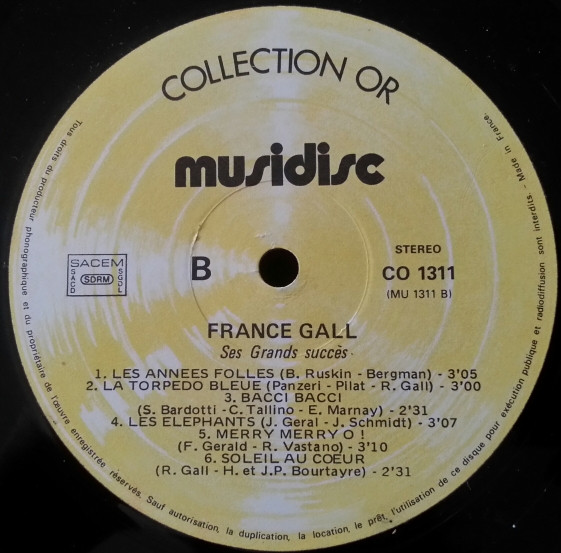 COLLECTION OR
musidisc
SACEM
SACD
SDRM
SGDL
B
STEREO
CO 1311
(MU 1311 B)
FRANCE GALL
Ses Grands succès
1. LES ANNEES FOLLES (B. Ruskin - Bergman) - 3'05
2. LA TORPEDO BLEUE (Panzeri - Pilat - R. Gall) - 3'00
3. BACCI BACCI
(S. Bardotti - C. Tallino - E. Marnay) - 2'31
4. LES ELEPHANTS (J. Geral - J. Schmidt) - 3'07
5. MERRY MERRY O !
(F. Gerald - R. Vastano) - 3'10
6. SOLEIL AU COEUR
(R. Gall - H. et J.P. Bourtayre) - 2'31
Tous droits du producteur phonographique et du propriétaire de l'œuvre enregistrée réservés. Sauf autorisation, la duplication, la location, le prêt, l'utilisation de ce disque pour exécution publique et radiodiffusion sont interdits. - Made in France.